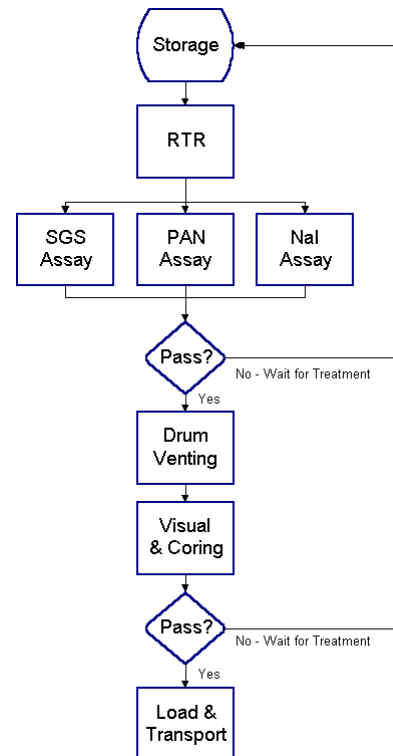 Storage
RTR
SGS
Assay
PAN
Assay
NaI
Assay
Pass?
No - Wait for Treatment
Yes
Drum
Venting
Visual
& Coring
Pass?
No - Wait for Treatment
Yes
Load &
Transport